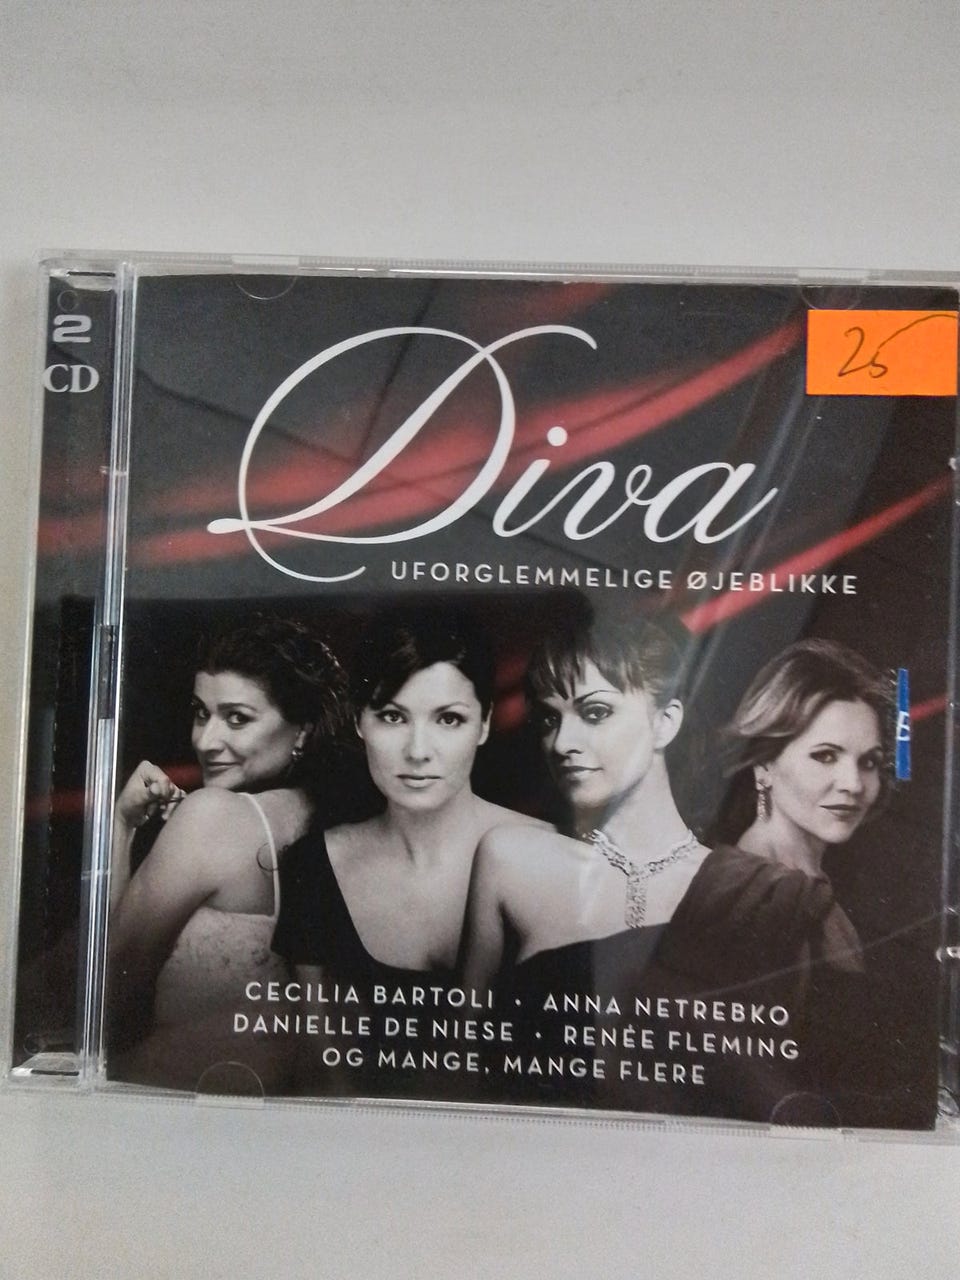 2
CD
25
Diva
UFORGLEMMELIGE ØJEBLIKKE
B
CECILIA BARTOLI · ANNA NETREBKO
DANIELLE DE NIESE · RENÉE FLEMING
OG MANGE, MANGE FLERE